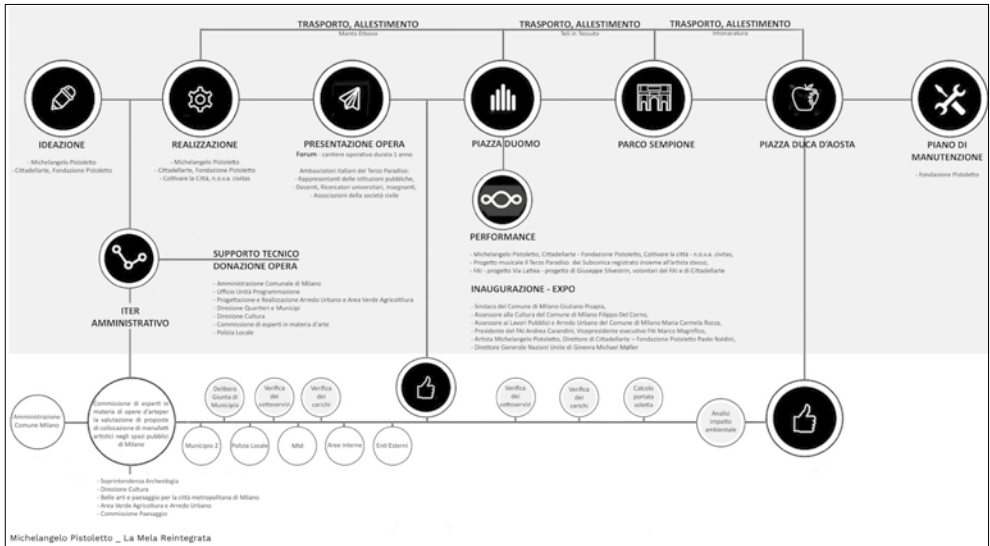 TRASPORTO, ALLESTIMENTO
Manto Erboso
TRASPORTO, ALLESTIMENTO
Teli in Tessuto
TRASPORTO, ALLESTIMENTO
Intonacatura
IDEAZIONE
- Michelangelo Pistoletto
- Cittadellarte, Fondazione Pistoletto
REALIZZAZIONE
- Michelangelo Pistoletto
- Cittadellarte, Fondazione Pistoletto
- Coltivare la Città, n.o.v.a. civitas
PRESENTAZIONE OPERA
Forum - cantiere operativo durata 1 anno
Ambasciatori italiani del Terzo Paradiso:
- Rappresentanti delle istituzioni pubbliche,
- Docenti, Ricercatori universitari, Insegnanti,
- Associazioni della società civile
PIAZZA DUOMO
PARCO SEMPIONE
PIAZZA DUCA D'AOSTA
PIANO DI
MANUTENZIONE
- Fondazione Pistoletto
PERFORMANCE
- Michelangelo Pistoletto, Cittadellarte - Fondazione Pistoletto, Coltivare la città - n.o.v.a. civitas,
- Progetto musicale Il Terzo Paradiso dei Subsonica registrato insieme all'artista stesso,
- FAI - progetto Via Lattea - progetto di Giuseppe Silvestrin, volontari del FAI e di Cittadellarte
INAUGURAZIONE - EXPO
- Sindaco del Comune di Milano Giuliano Pisapia,
- Assessore alla Cultura del Comune di Milano Filippo Del Corno,
- Assessore ai Lavori Pubblici e Arredo Urbano del Comune di Milano Maria Carmela Rozza,
- Presidente del FAI Andrea Carandini, Vicepresidente esecutivo FAI Marco Magnifico,
- Artista Michelangelo Pistoletto, Direttore di Cittadellarte – Fondazione Pistoletto Paolo Naldini,
- Direttore Generale Nazioni Unite di Ginevra Michael Møller
SUPPORTO TECNICO
DONAZIONE OPERA
- Amministrazione Comunale di Milano
- Ufficio Unità Programmazione
- Progettazione e Realizzazione Arredo Urbano e Area Verde Agricoltura
- Direzione Quartieri e Municipi
- Direzione Cultura
- Commissione di esperti in materia d'arte
- Polizia Locale
ITER
AMMINISTRATIVO
Amministrazione
Comune Milano
Commissione di esperti in
materia di opere d'arteper
la valutazione di proposte
di collocazione di manufatti
artistici negli spazi pubblici
di Milano
Delibera
Giunta di
Municipio
Verifica
dei
sottoservizi
Verifica
dei
carichi
Municipio 2
Polizia Locale
MM
Aree Interne
Enti Esterni
Verifica
dei
sottoservizi
Verifica
dei
carichi
Calcolo
portata
soletta
Analisi
impatto
ambientale
- Soprintendenza Archeologia
- Direzione Cultura
- Belle arti e paesaggio per la città metropolitana di Milano
- Area Verde Agricoltura e Arredo Urbano
- Commissione Paesaggio
Michelangelo Pistoletto _ La Mela Reintegrata